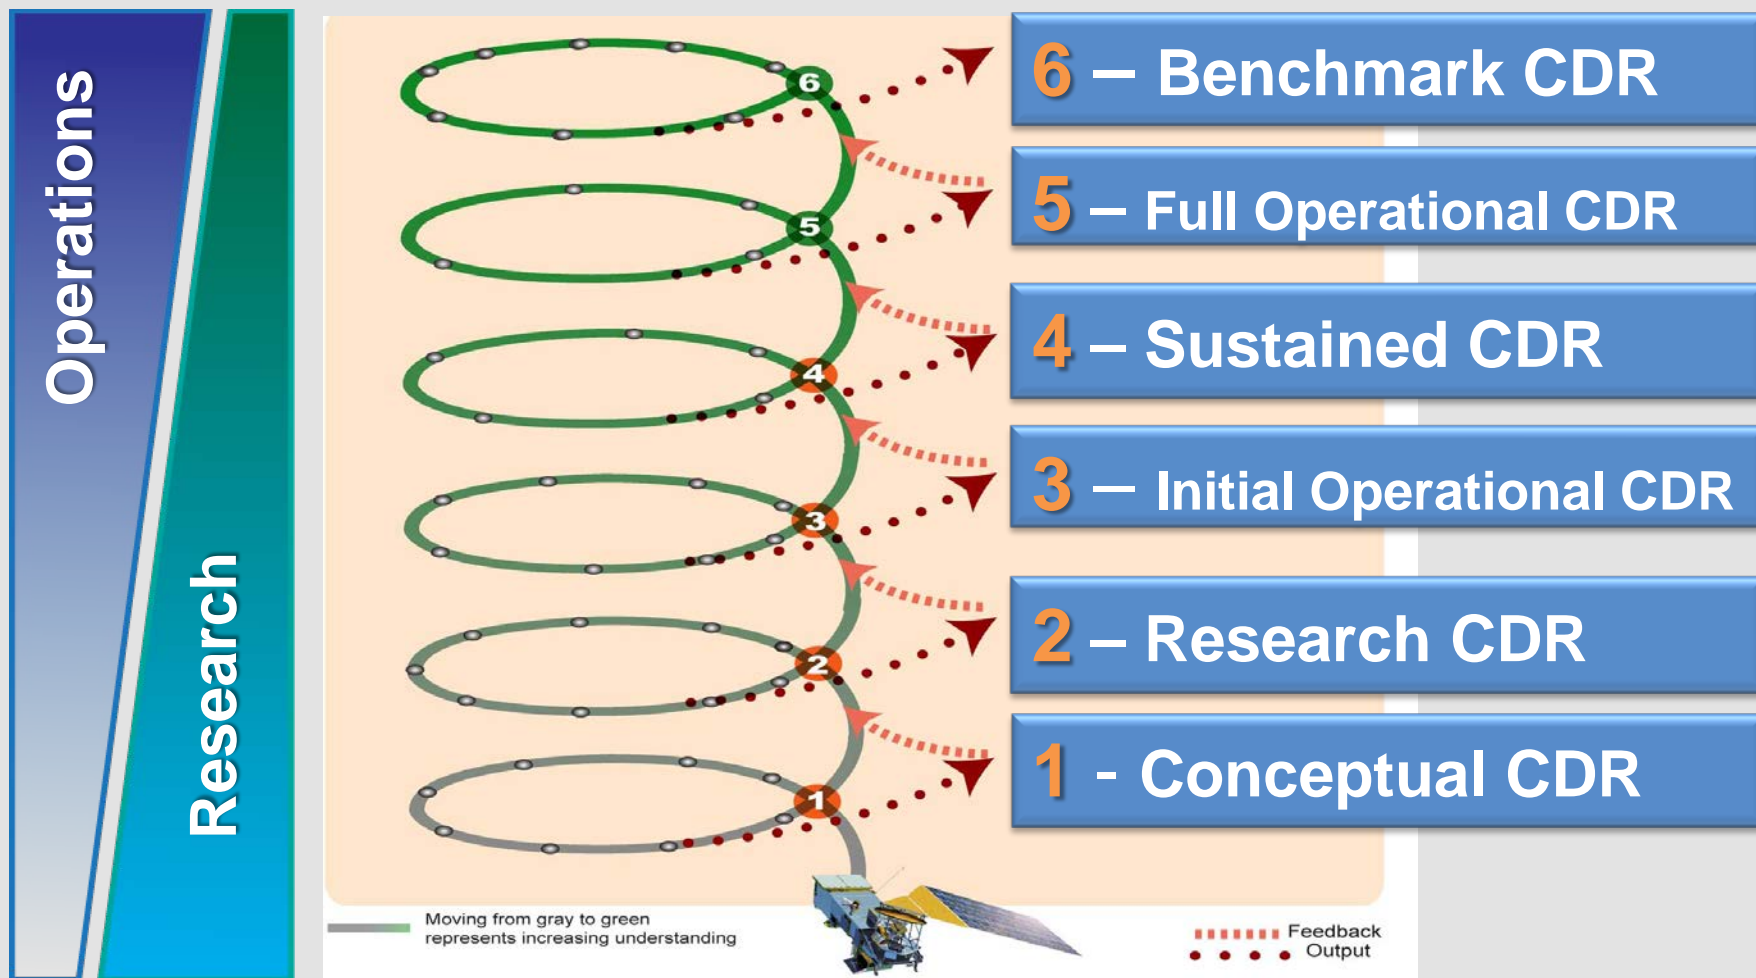 Operations
Research
6
5
4
3
2
1
6 – Benchmark CDR
5 – Full Operational CDR
4 – Sustained CDR
3 – Initial Operational CDR
2 – Research CDR
1 - Conceptual CDR
Moving from gray to green
represents increasing understanding
Feedback
Output